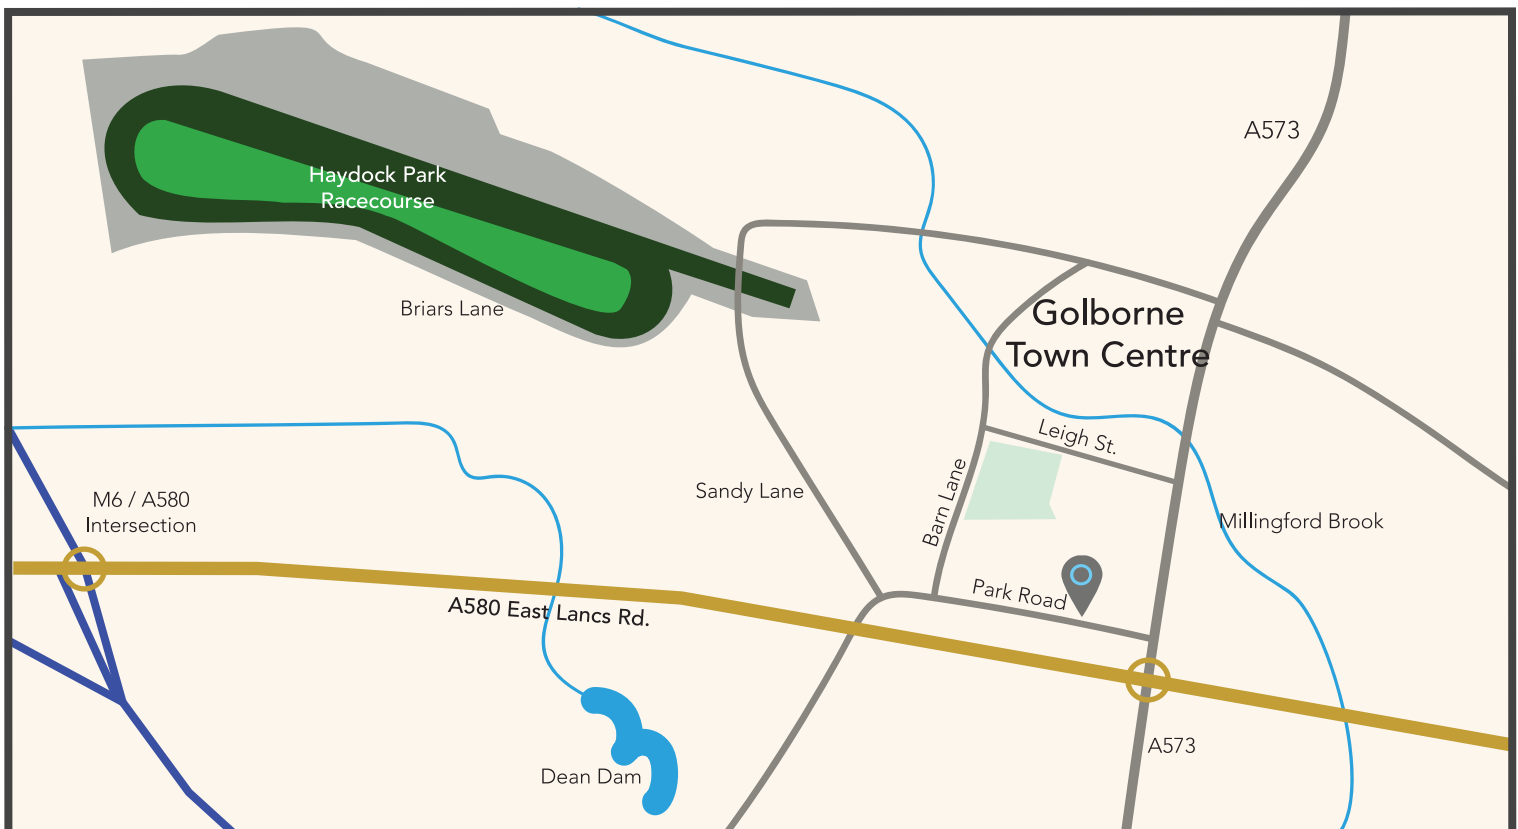 A573
Haydock Park
Racecourse
Briars Lane
Golborne
Town Centre
Leigh St.
Sandy Lane
Barn Lane
M6 / A580
Intersection
Millingford Brook
Park Road
A580 East Lancs Rd.
A573
Dean Dam